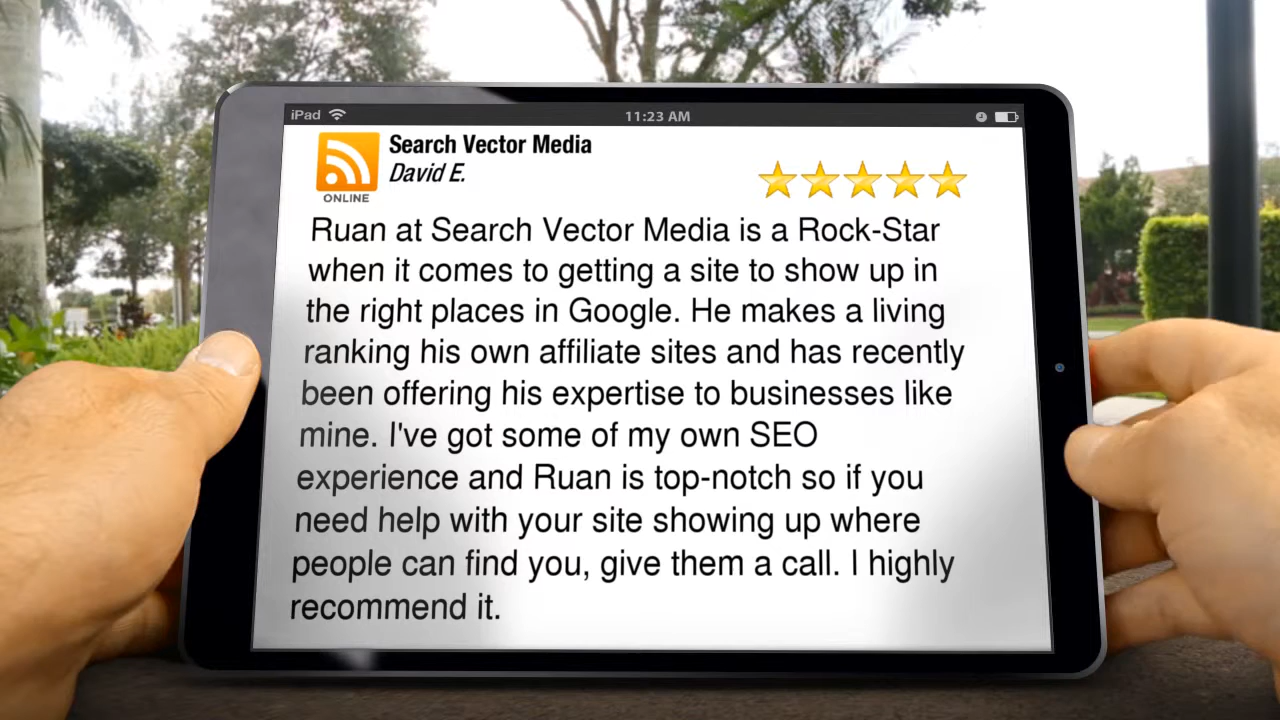 iPad 11:23 AM
Search Vector Media
David E.
ONLINE
Ruan at Search Vector Media is a Rock-Star
when it comes to getting a site to show up in
the right places in Google. He makes a living
ranking his own affiliate sites and has recently
been offering his expertise to businesses like
mine. I've got some of my own SEO
experience and Ruan is top-notch so if you
need help with your site showing up where
people can find you, give them a call. I highly
recommend it.